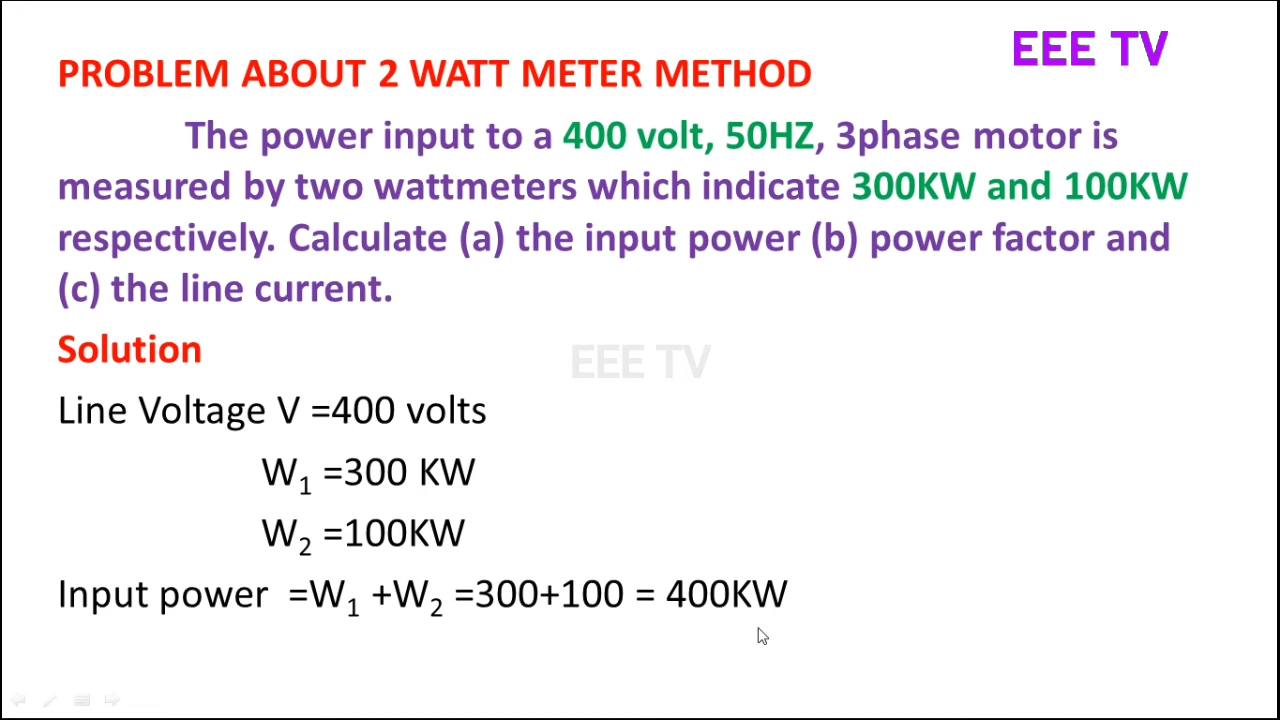 EEE TV
PROBLEM ABOUT 2 WATT METER METHOD
The power input to a 400 volt, 50HZ, 3phase motor is
measured by two wattmeters which indicate 300KW and 100KW
respectively. Calculate (a) the input power (b) power factor and
(c) the line current.
Solution
EEE TV
Line Voltage V =400 volts
W₁ =300 KW
W₂ =100KW
Input power =W₁ +W₂ =300+100 = 400KW